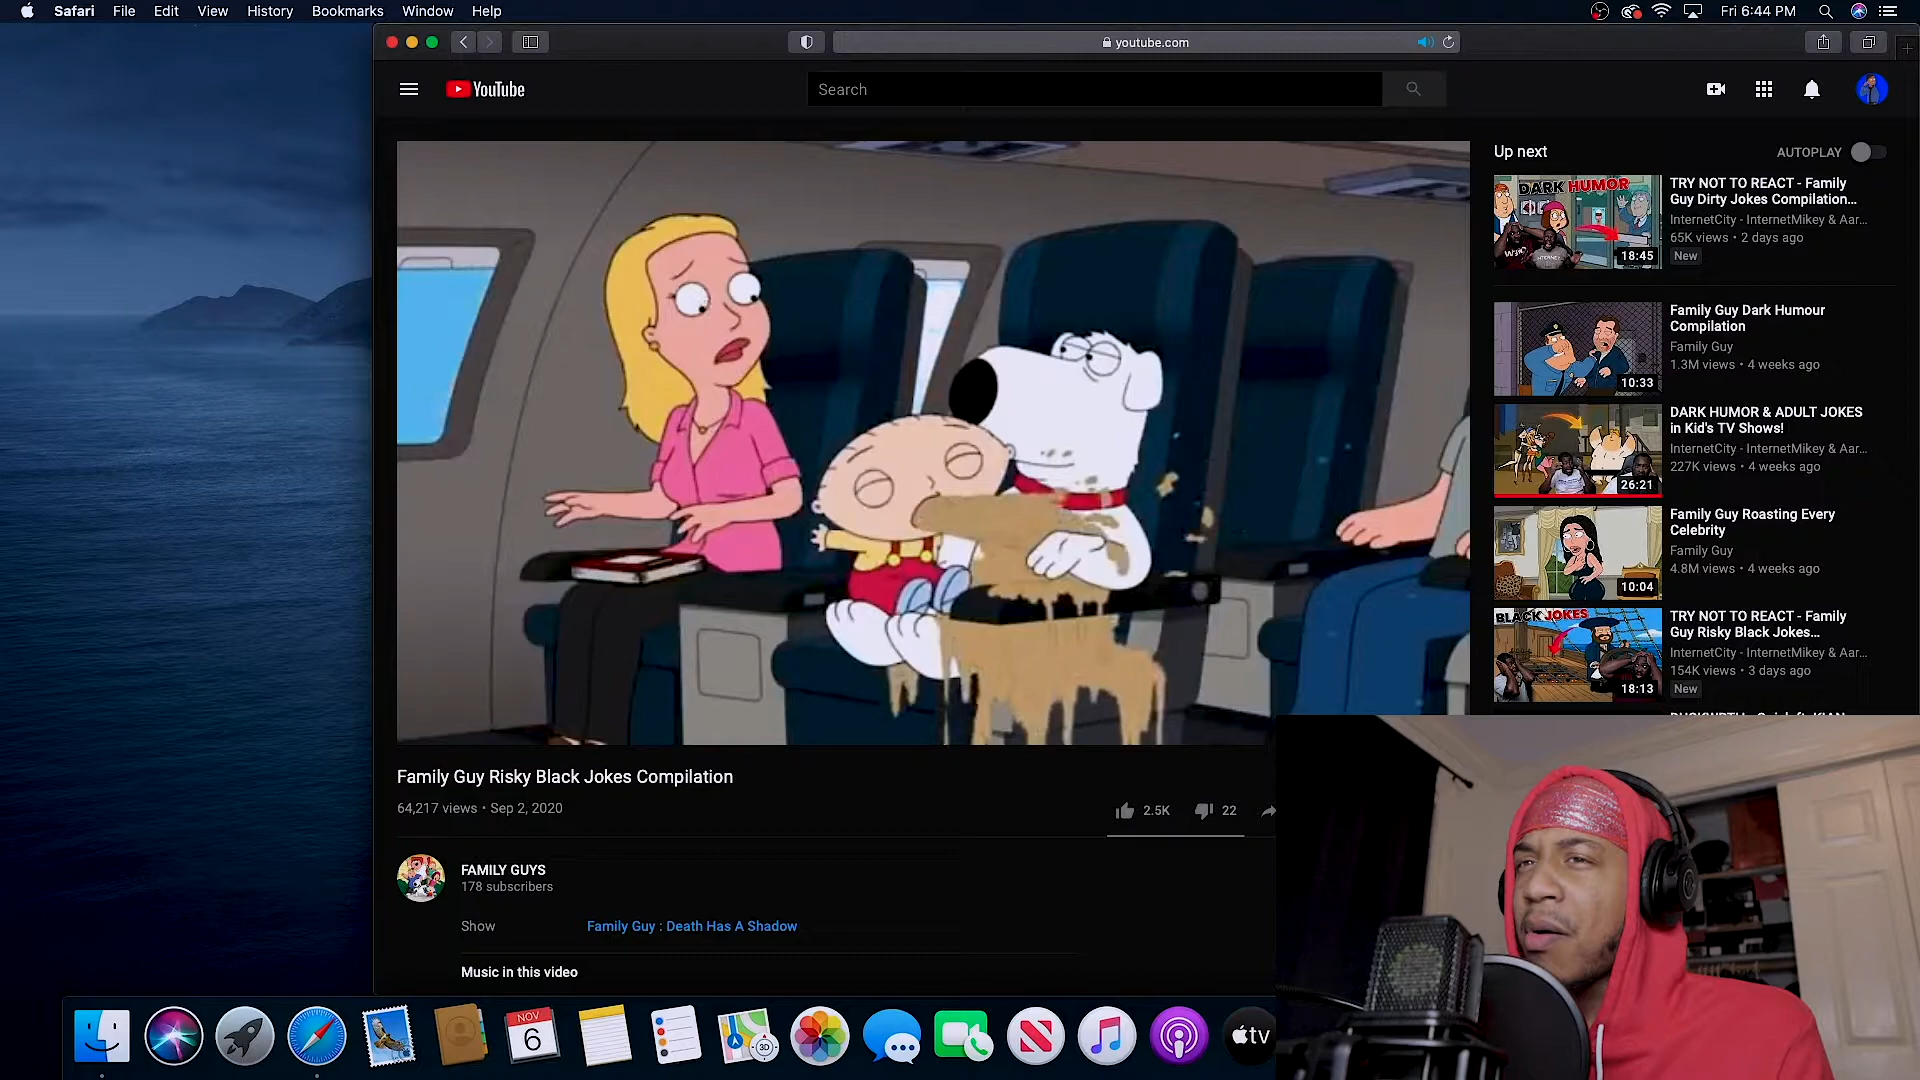 Safari File Edit View History Bookmarks Window Help
Fri 6:44 PM
youtube.com
YouTube
Search
Up next
AUTOPLAY
DARK HUMOR
18:45
TRY NOT TO REACT - Family
Guy Dirty Jokes Compilation...
InternetCity - InternetMikey & Aar...
65K views • 2 days ago
New
10:33
Family Guy Dark Humour
Compilation
Family Guy
1.3M views • 4 weeks ago
26:21
DARK HUMOR & ADULT JOKES
in Kid's TV Shows!
InternetCity - InternetMikey & Aar...
227K views • 4 weeks ago
10:04
Family Guy Roasting Every
Celebrity
Family Guy
4.8M views • 4 weeks ago
BLACK JOKES
18:13
TRY NOT TO REACT - Family
Guy Risky Black Jokes...
InternetCity - InternetMikey & Aar...
154K views • 3 days ago
New
Family Guy Risky Black Jokes Compilation
64,217 views • Sep 2, 2020
2.5K
22
FAMILY GUYS
178 subscribers
Show
Family Guy : Death Has A Shadow
Music in this video
NOV
6
3D
tv